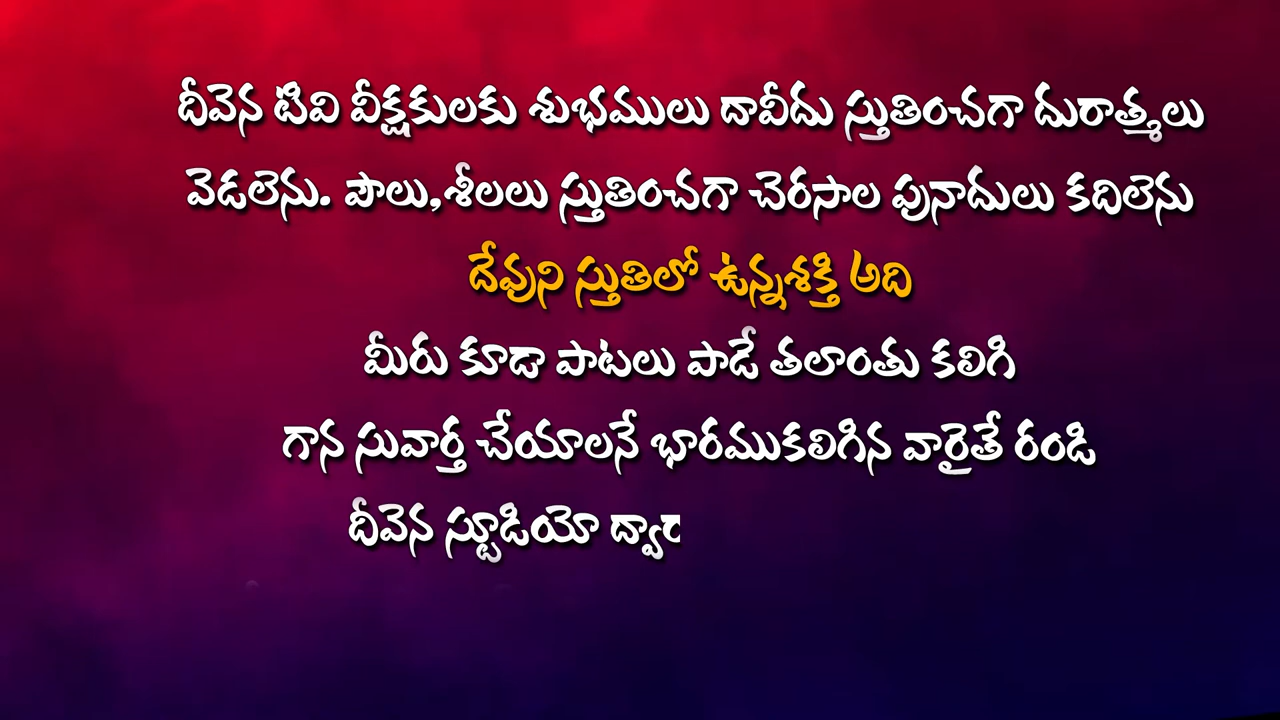 దీవెన టివి వీక్షకులకు శుభములు దావీదు స్తుతించగా దురాత్మలు
వెడలెను. పౌలు,శీలలు స్తుతించగా చెరసాల పునాదులు కదిలెను
దేవుని స్తుతిలో ఉన్నశక్తి అది
మీరు కూడా పాటలు పాడే తలాంతు కలిగి
గాన సువార్త చేయాలనే భారముకలిగిన వారైతే రండి
దీవెన స్టూడియో